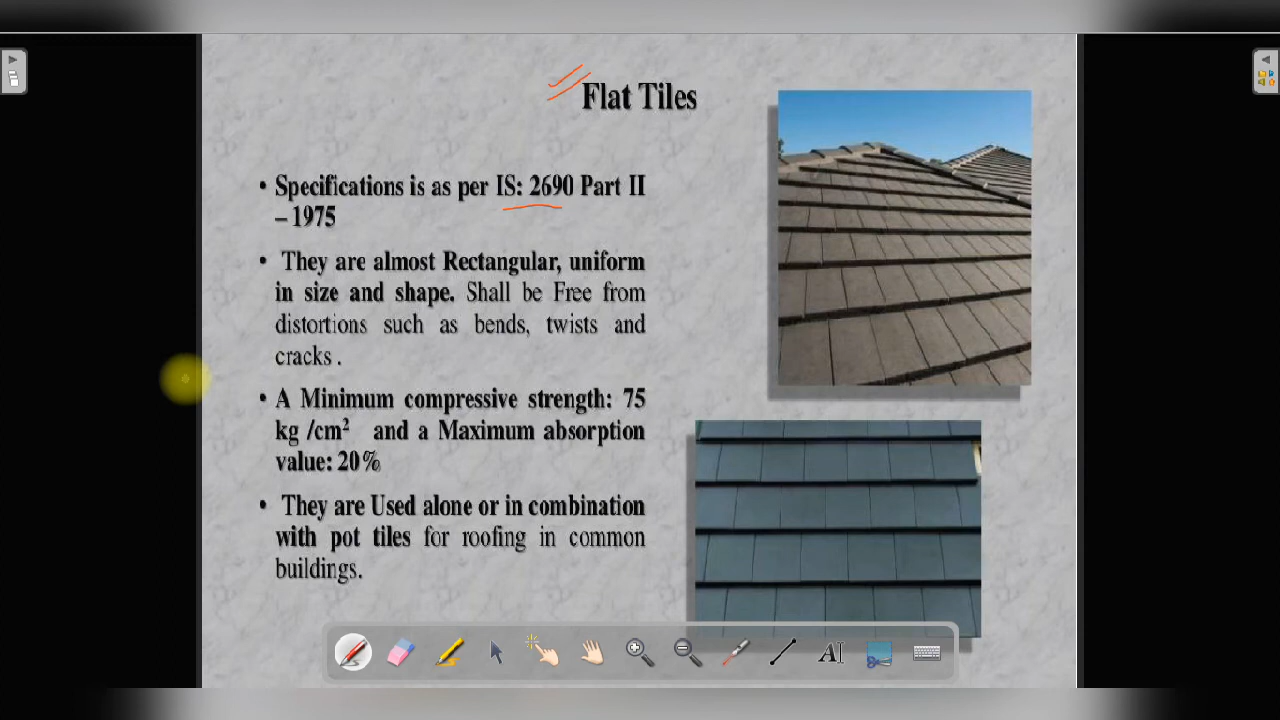 Flat Tiles
• Specifications is as per IS: 2690 Part II
– 1975
• They are almost Rectangular, uniform
in size and shape. Shall be Free from
distortions such as bends, twists and
cracks .
• A Minimum compressive strength: 75
kg /cm² and a Maximum absorption
value: 20%
• They are Used alone or in combination
with pot tiles for roofing in common
buildings.